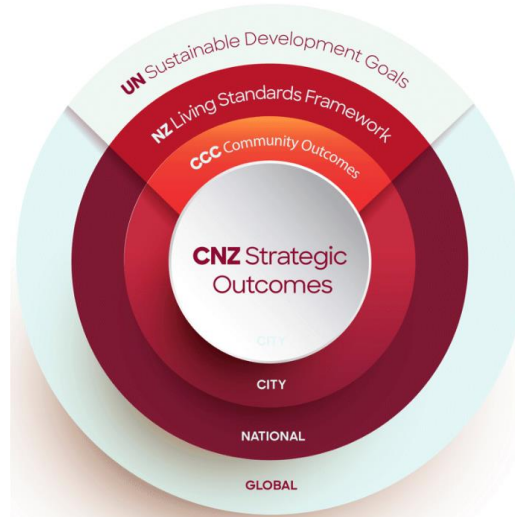 UN Sustainable Development Goals
NZ Living Standards Framework
CCC Community Outcomes
CNZ Strategic
Outcomes
CITY
CITY
NATIONAL
GLOBAL